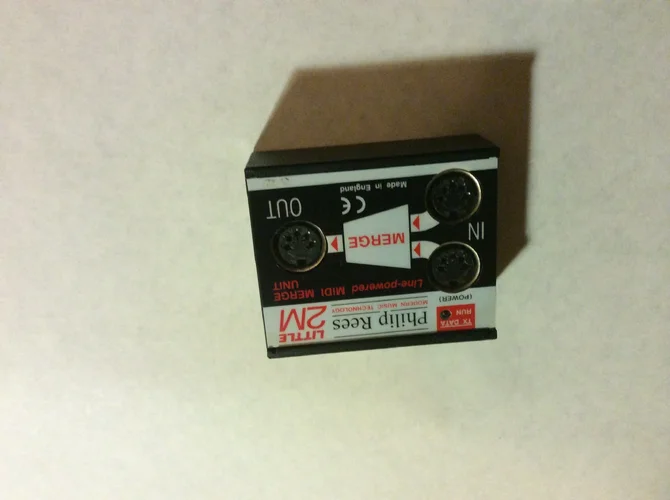 TX DATA
RUN
Philip Rees
MODERN MUSIC TECHNOLOGY
LITTLE
2M
(POWER)
Line-powered MIDI MERGE
UNIT
IN
MERGE
OUT
CE
Made in England